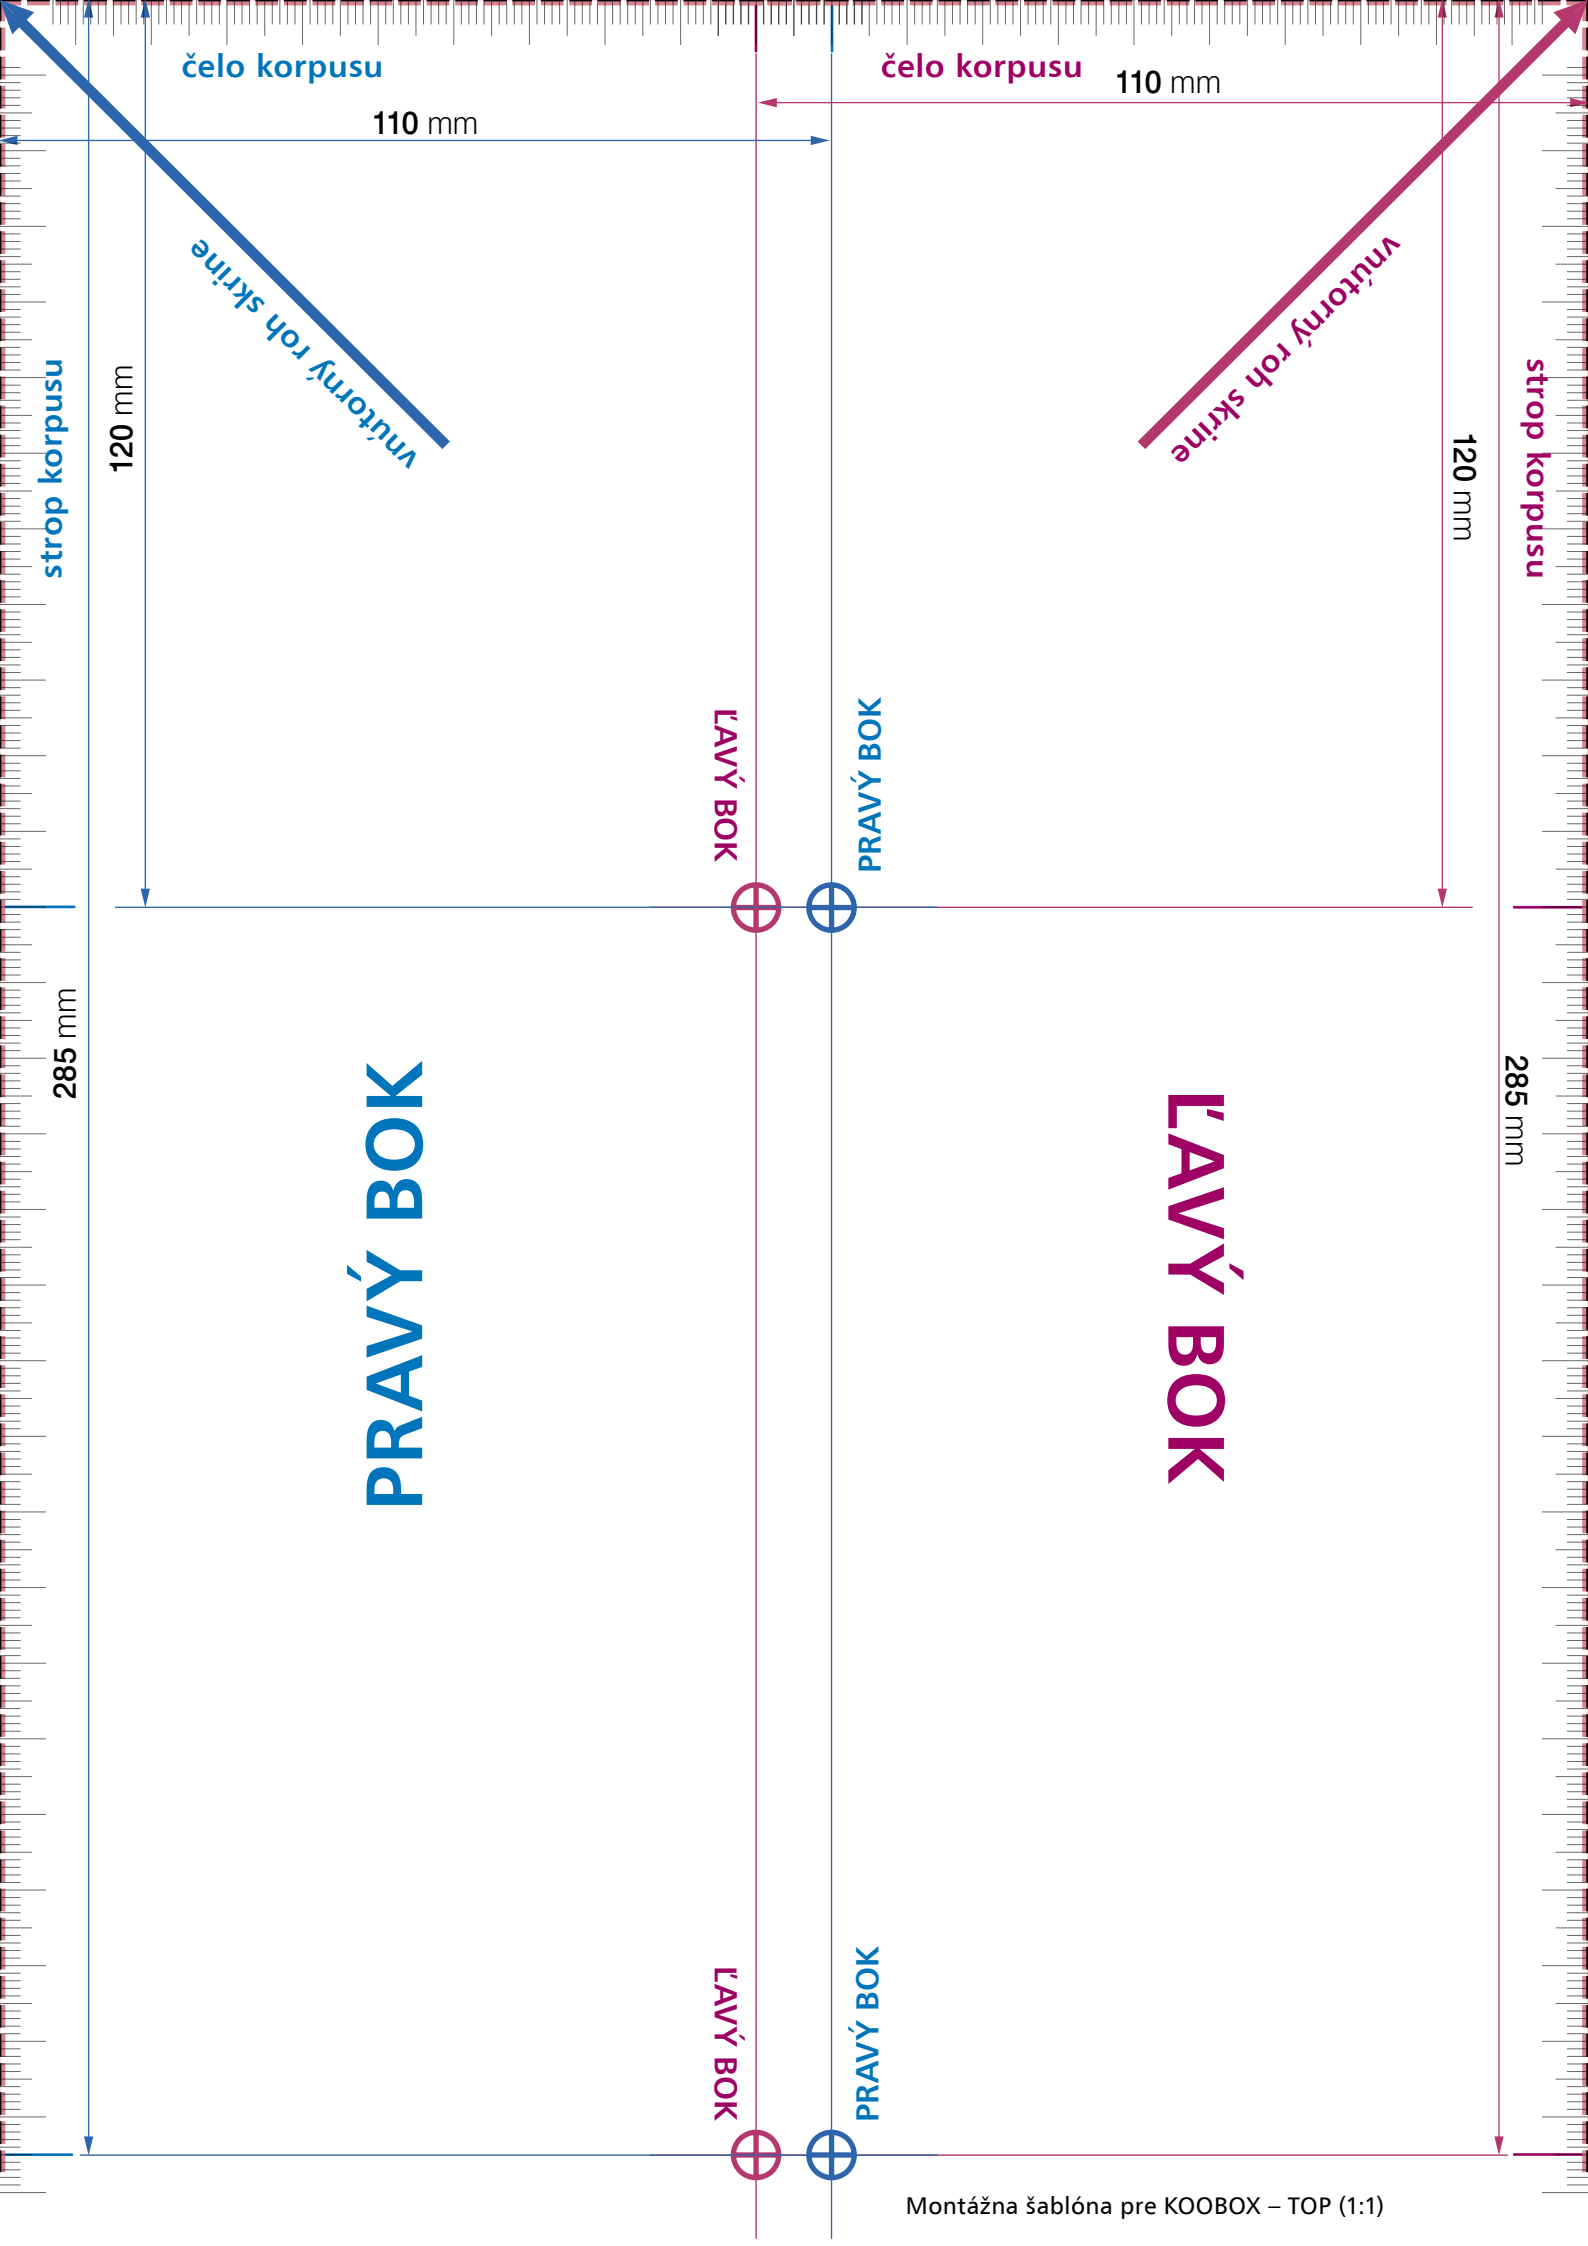 čelo korpusu
čelo korpusu
110 mm
110 mm
vnútorný roh skrine
vnútorný roh skrine
strop korpusu
120 mm
120 mm
strop korpusu
ĽAVÝ BOK
PRAVÝ BOK
285 mm
PRAVÝ BOK
ĽAVÝ BOK
285 mm
ĽAVÝ BOK
PRAVÝ BOK
Montážna šablóna pre KOOBOX – TOP (1:1)